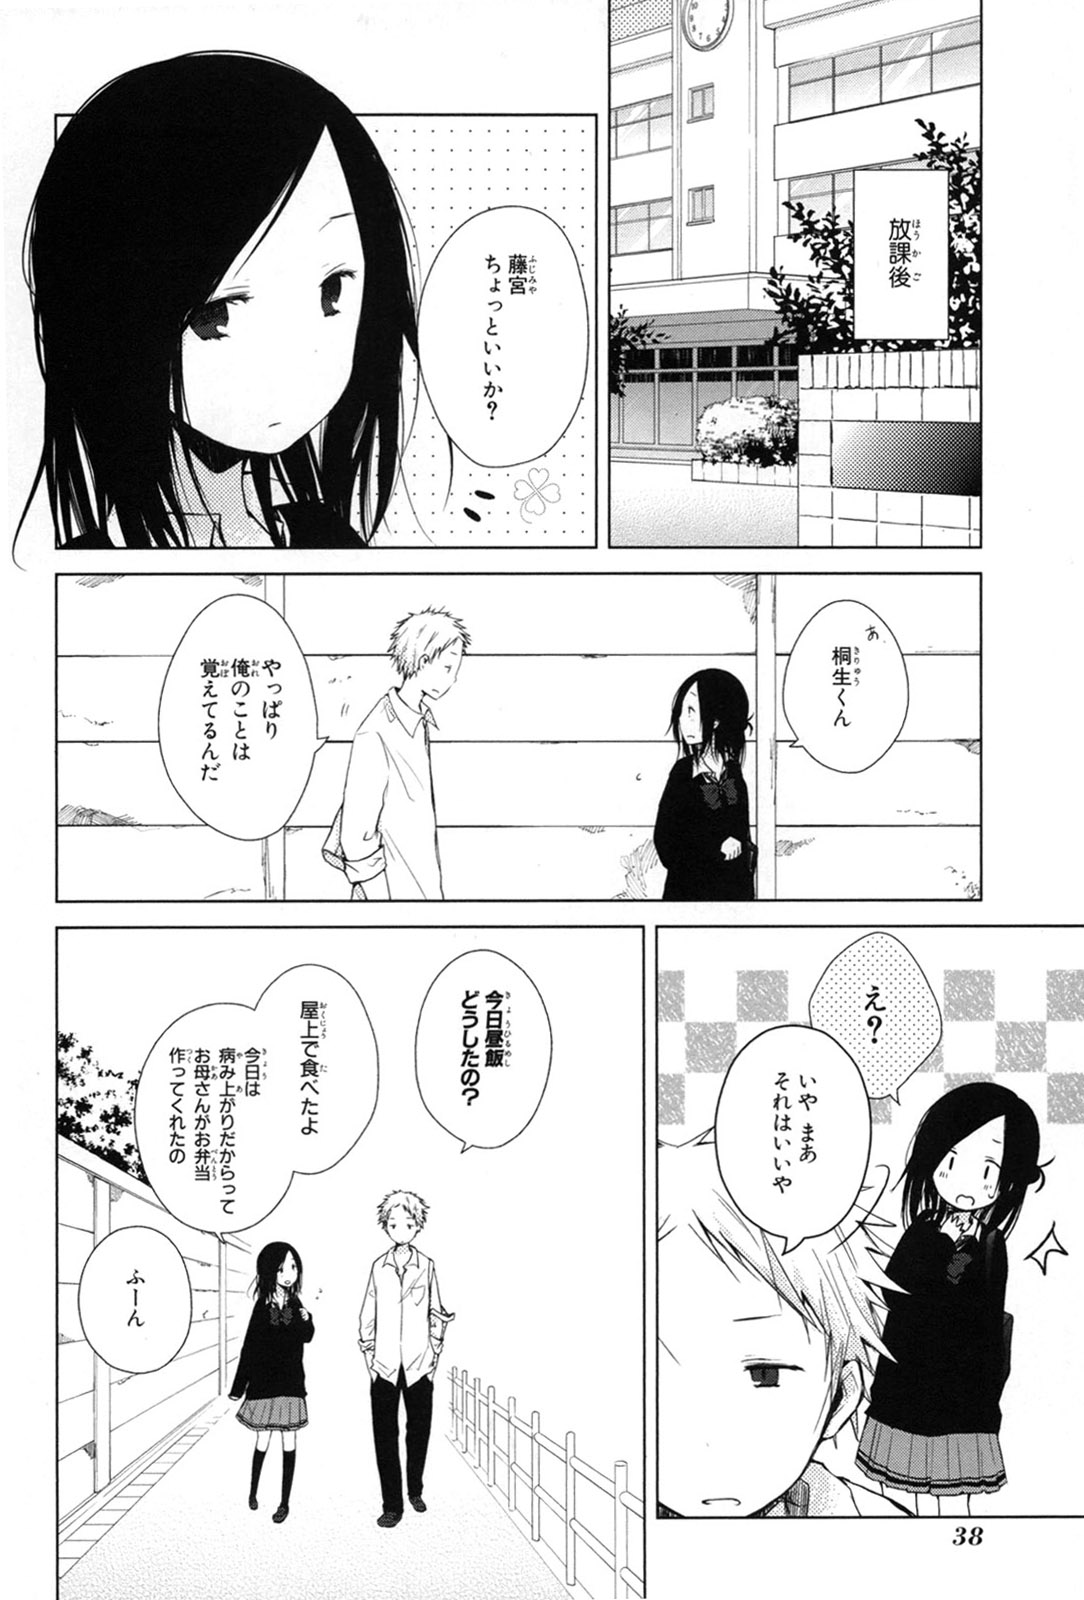 放課後
藤宮
ちょっといいか?
あ
桐生くん
やっぱり
俺のことは
覚えてるんだ
え?
いや まあ
それはいいや
今日昼飯
どうしたの?
屋上で食べたよ
今日は
病み上がりだからって
お母さんがお弁当
作ってくれたの
ふーん
38